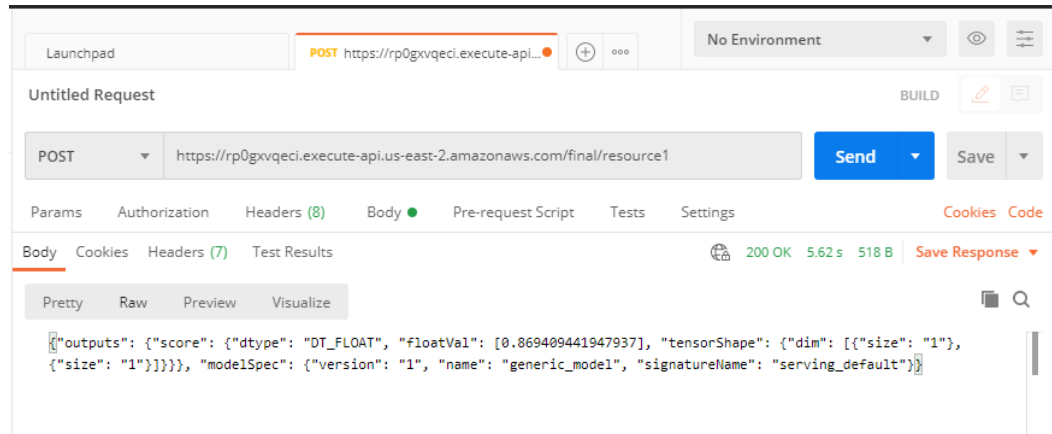 Launchpad
POST https://rp0gxvqeci.execute-api....
No Environment
Untitled Request
BUILD
POST
https://rp0gxvqeci.execute-api.us-east-2.amazonaws.com/final/resource1
Send
Save
Params Authorization Headers (8) Body Pre-request Script Tests Settings Cookies Code
Body Cookies Headers (7) Test Results 200 OK 5.62 s 518 B Save Response
Pretty Raw Preview Visualize
{"outputs": {"score": {"dtype": "DT_FLOAT", "floatVal": [0.869409441947937], "tensorShape": {"dim": [{"size": "1"},
{"size": "1"}]}}}, "modelSpec": {"version": "1", "name": "generic_model", "signatureName": "serving_default"}}